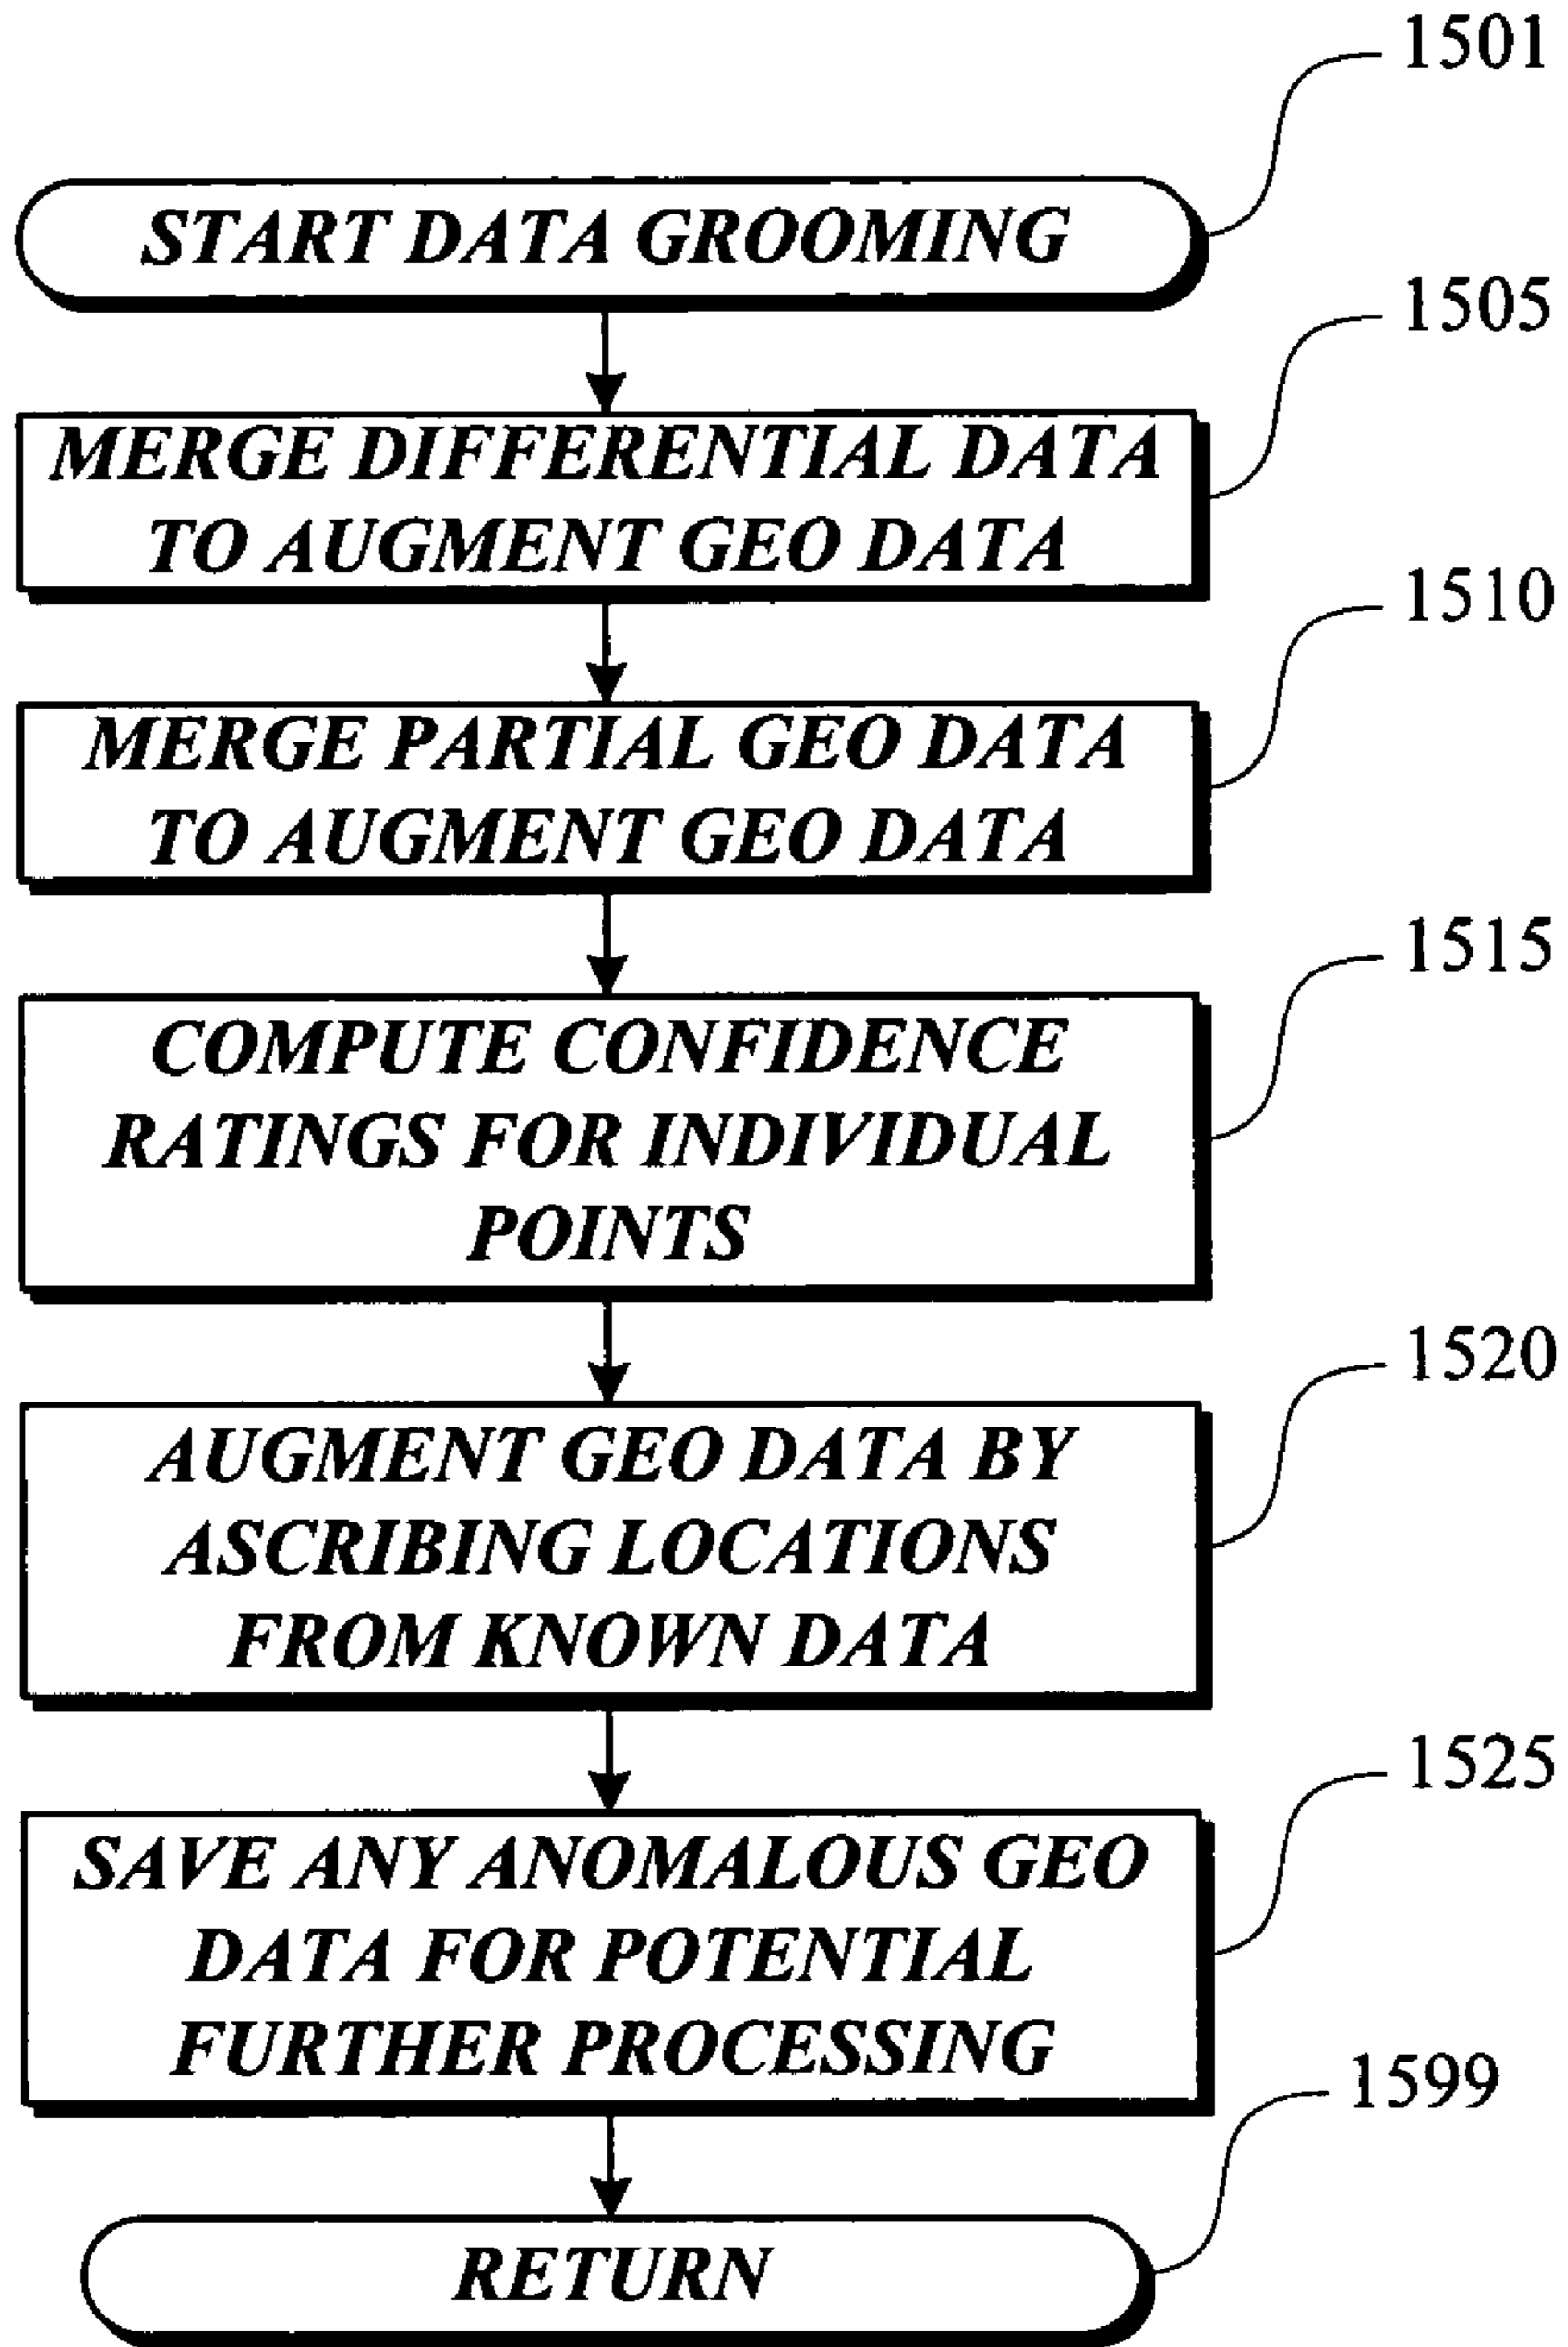 1501
START DATA GROOMING
1505
MERGE DIFFERENTIAL DATA
TO AUGMENT GEO DATA
1510
MERGE PARTIAL GEO DATA
TO AUGMENT GEO DATA
1515
COMPUTE CONFIDENCE
RATINGS FOR INDIVIDUAL
POINTS
1520
AUGMENT GEO DATA BY
ASCRIBING LOCATIONS
FROM KNOWN DATA
1525
SAVE ANY ANOMALOUS GEO
DATA FOR POTENTIAL
FURTHER PROCESSING
1599
RETURN